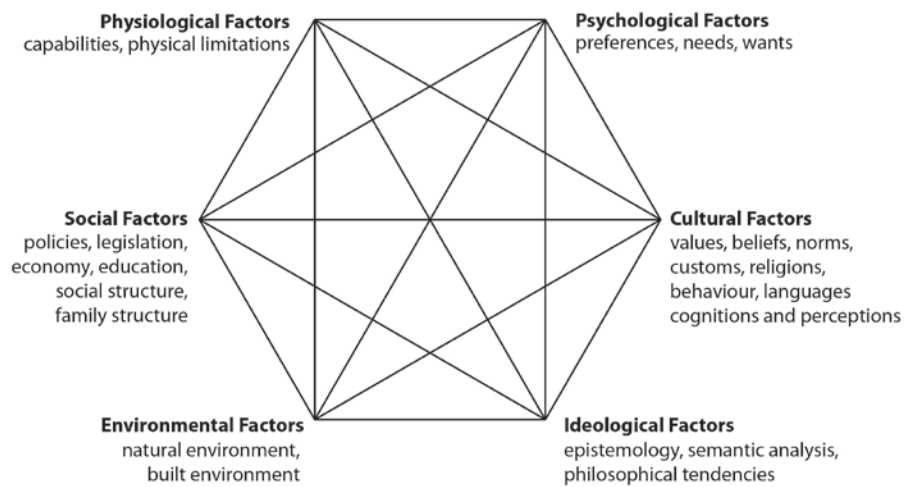 Physiological Factors
capabilities, physical limitations
Psychological Factors
preferences, needs, wants
Social Factors
policies, legislation,
economy, education,
social structure,
family structure
Cultural Factors
values, beliefs, norms,
customs, religions,
behaviour, languages
cognitions and perceptions
Environmental Factors
natural environment,
built environment
Ideological Factors
epistemology, semantic analysis,
philosophical tendencies